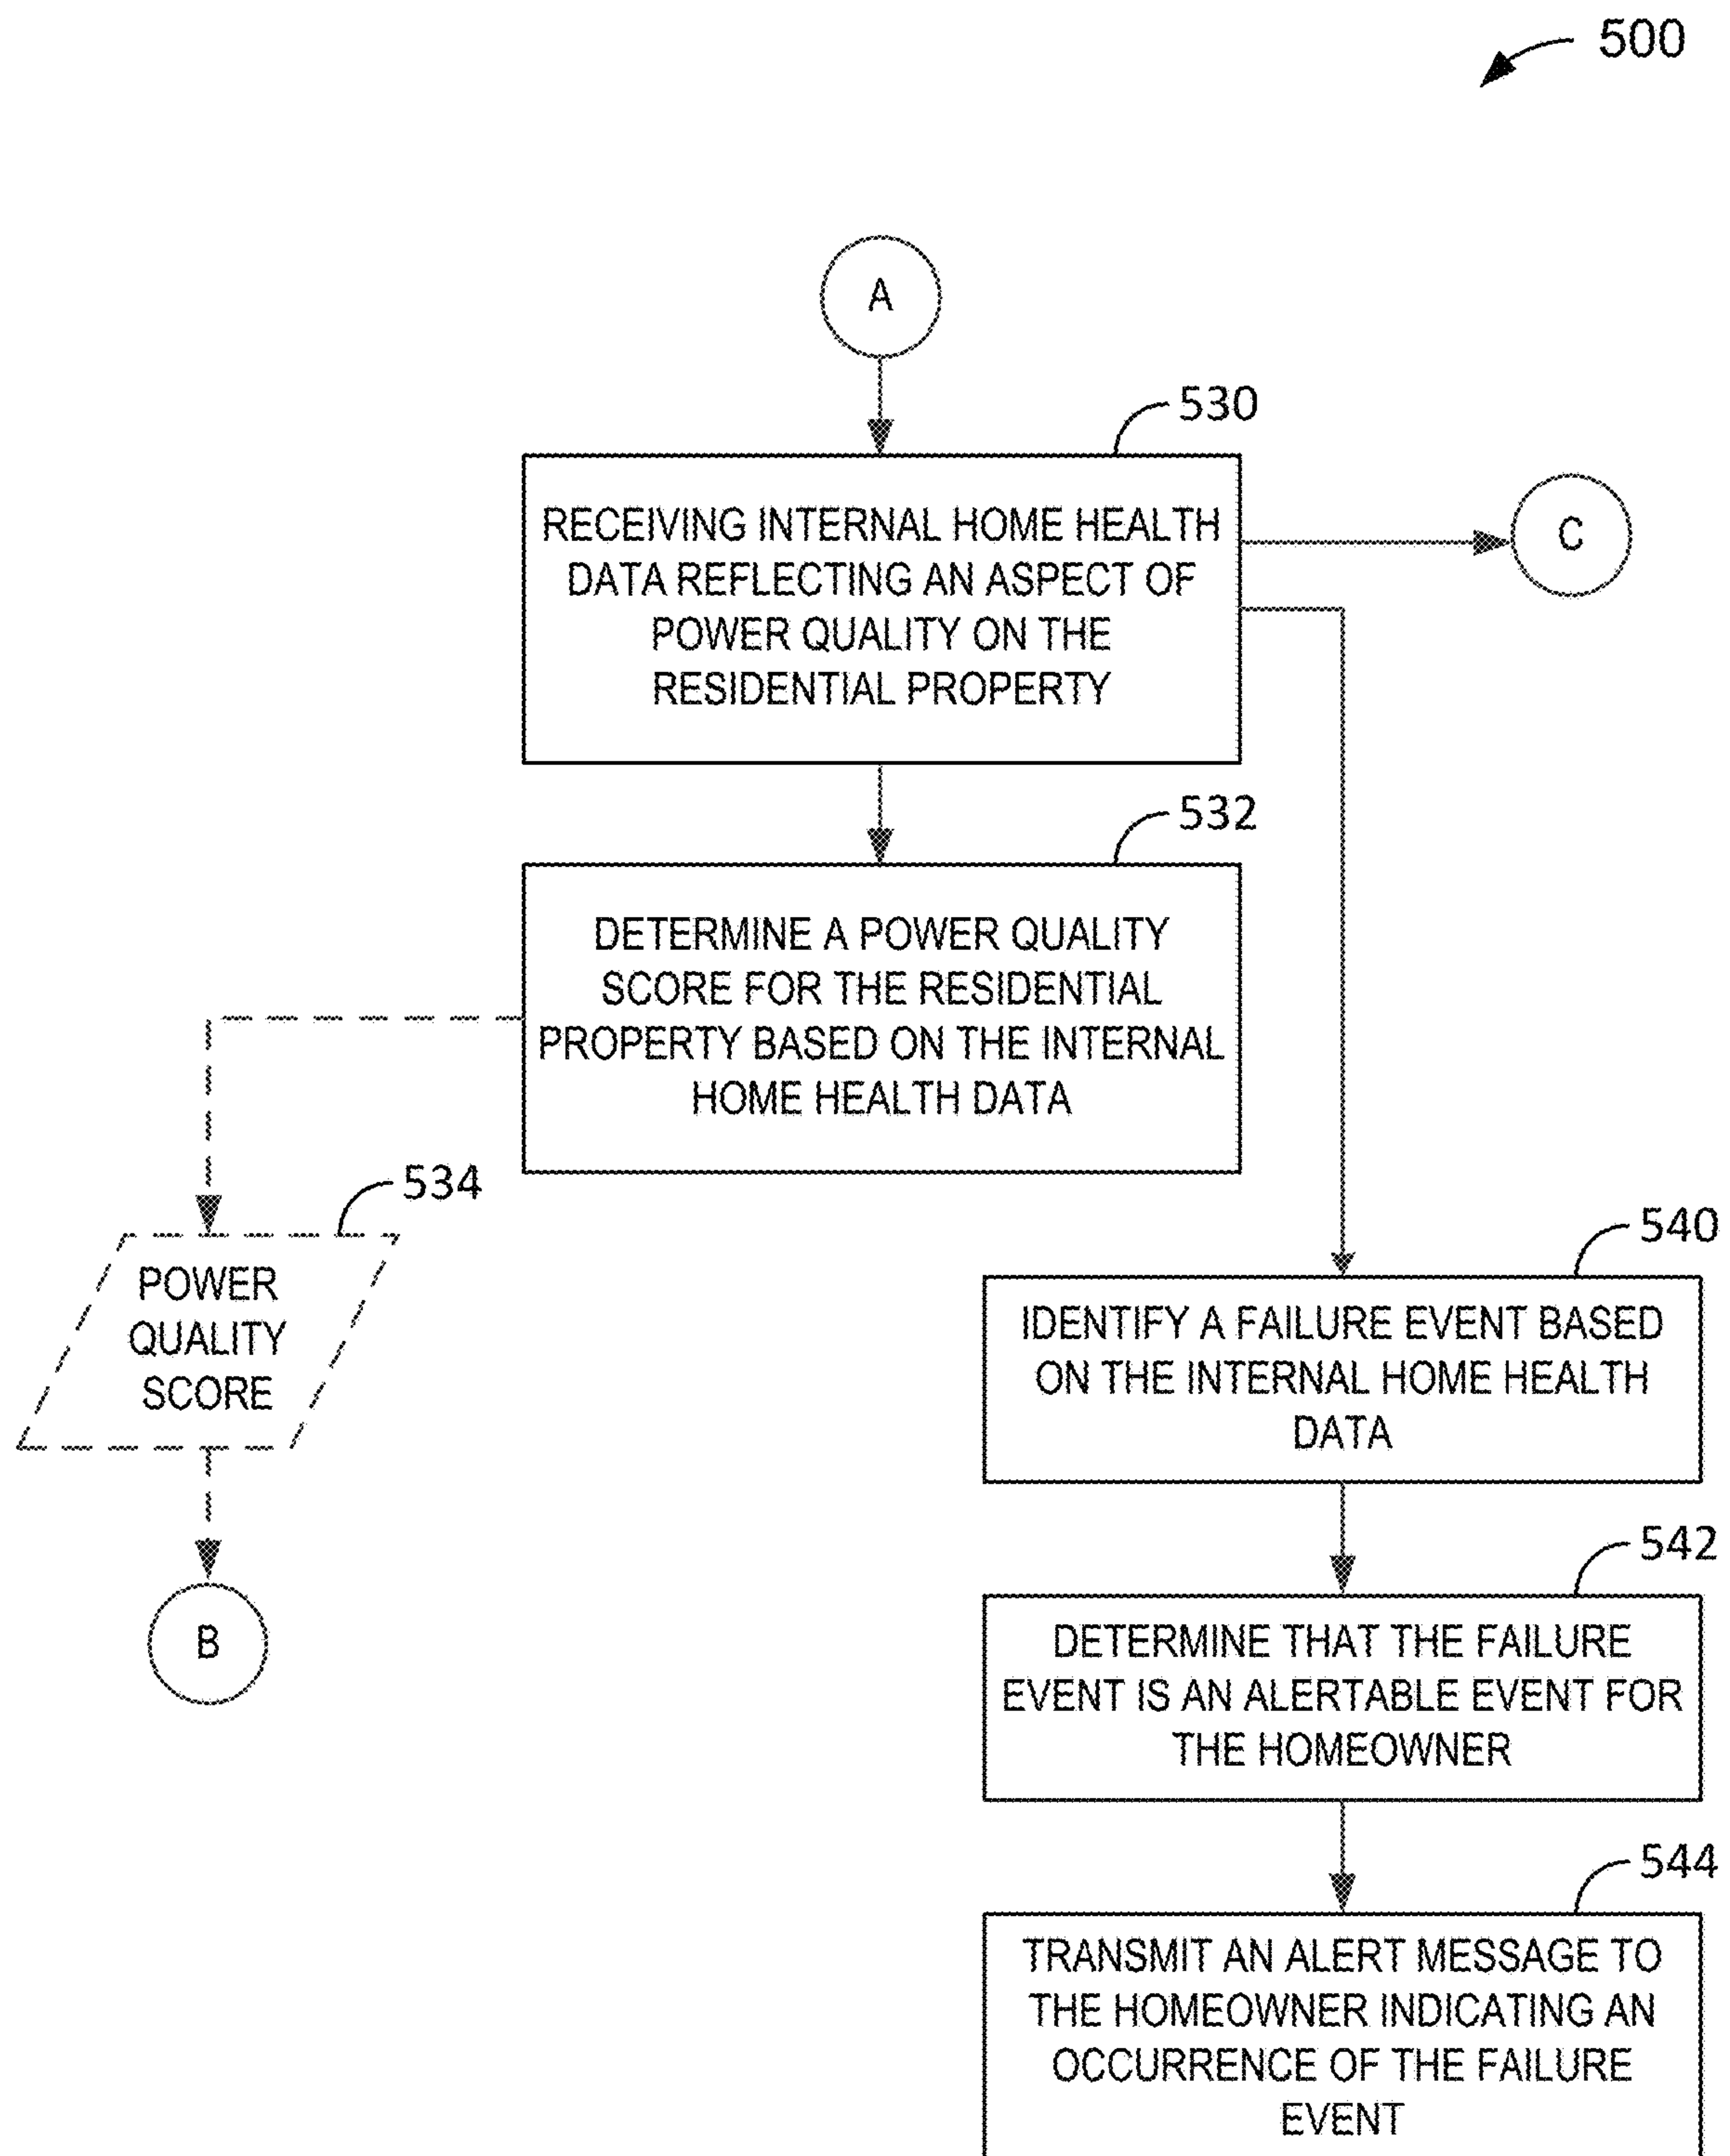 500
A
530
RECEIVING INTERNAL HOME HEALTH
DATA REFLECTING AN ASPECT OF
POWER QUALITY ON THE
RESIDENTIAL PROPERTY
C
532
DETERMINE A POWER QUALITY
SCORE FOR THE RESIDENTIAL
PROPERTY BASED ON THE INTERNAL
HOME HEALTH DATA
534
POWER
QUALITY
SCORE
B
540
IDENTIFY A FAILURE EVENT BASED
ON THE INTERNAL HOME HEALTH
DATA
542
DETERMINE THAT THE FAILURE
EVENT IS AN ALERTABLE EVENT FOR
THE HOMEOWNER
544
TRANSMIT AN ALERT MESSAGE TO
THE HOMEOWNER INDICATING AN
OCCURRENCE OF THE FAILURE
EVENT